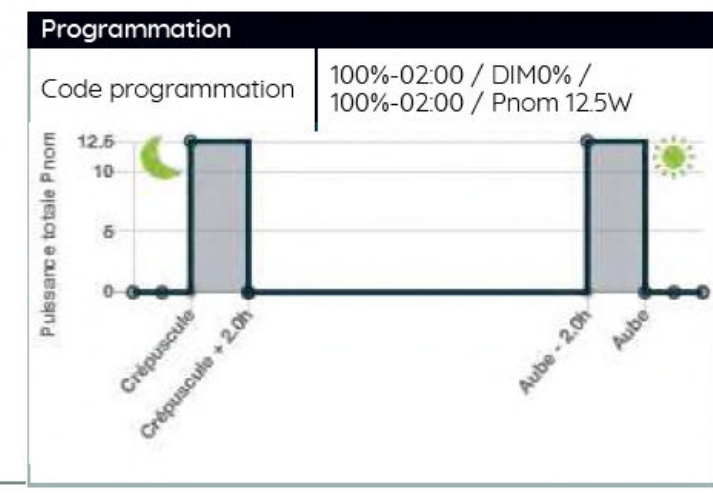 Programmation
Code programmation
100%-02:00 / DIM0% /
100%-02:00 / Pnom 12.5W
Puissance totale Pnom
12.5
10
5
0
Crépuscule
Crépuscule + 2.0h
Aube - 2.0h
Aube